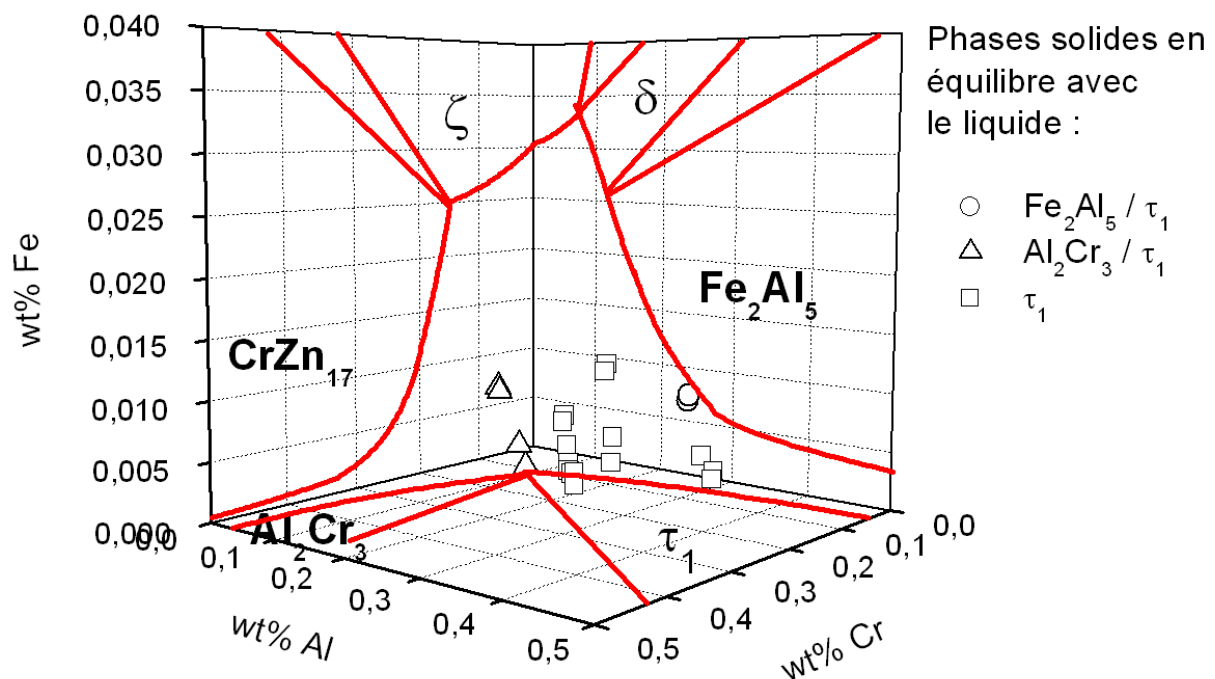 0,040
0,035
0,030
0,025
0,020
0,015
0,010
0,005
0,000
wt% Fe
0,0
0,1
0,2
0,3
0,4
0,5
wt% Al
0,5
0,4
0,3
0,2
0,1
0,0
wt% Cr
ζ
δ
CrZn17
Fe2Al5
Al2Cr3
τ1
Phases solides en
équilibre avec
le liquide :
Fe2Al5 / τ1
Al2Cr3 / τ1
τ1